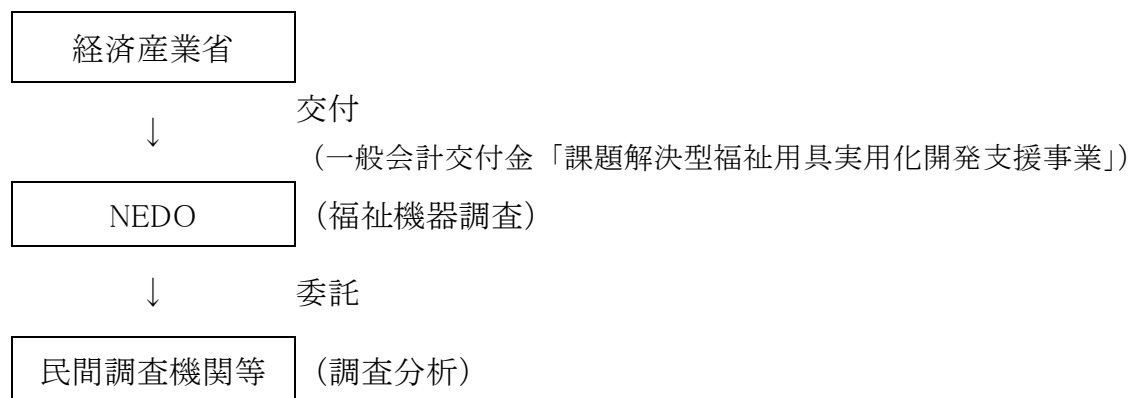 経済産業省
交付
↓
（一般会計交付金「課題解決型福祉用具実用化開発支援事業」）
NEDO （福祉機器調査）
↓ 委託
民間調査機関等 （調査分析）